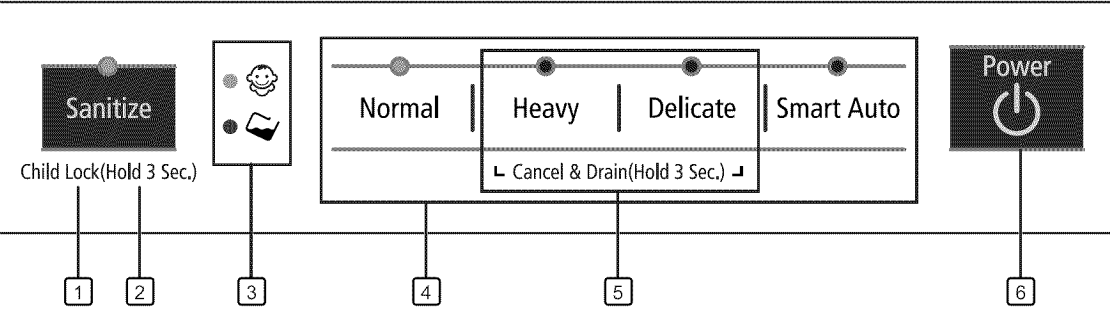 Sanitize
Child Lock(Hold 3 Sec.)
Normal
Heavy
Delicate
Smart Auto
Cancel & Drain(Hold 3 Sec.)
Power
1 2 3 4 5 6